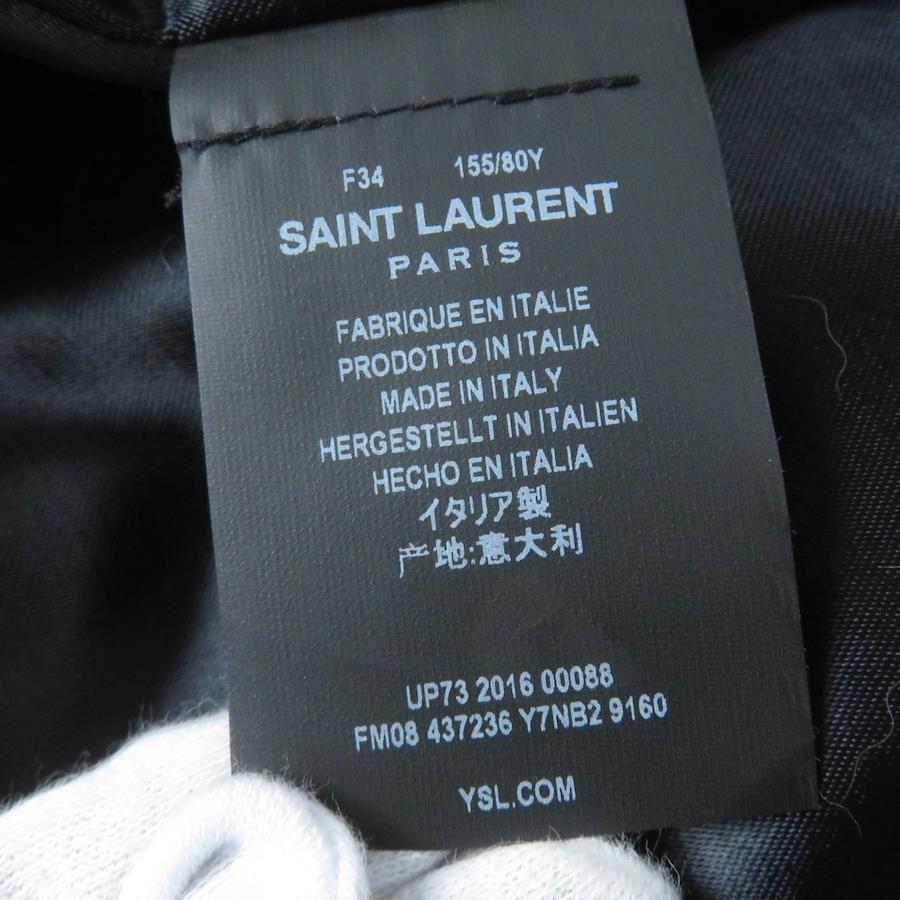 F34 155/80Y
SAINT LAURENT
PARIS
FABRIQUE EN ITALIE
PRODOTTO IN ITALIA
MADE IN ITALY
HERGESTELLT IN ITALIEN
HECHO EN ITALIA
イタリア製
产地:意大利
UP73 2016 00088
FM08 437236 Y7NB2 9160
YSL.COM